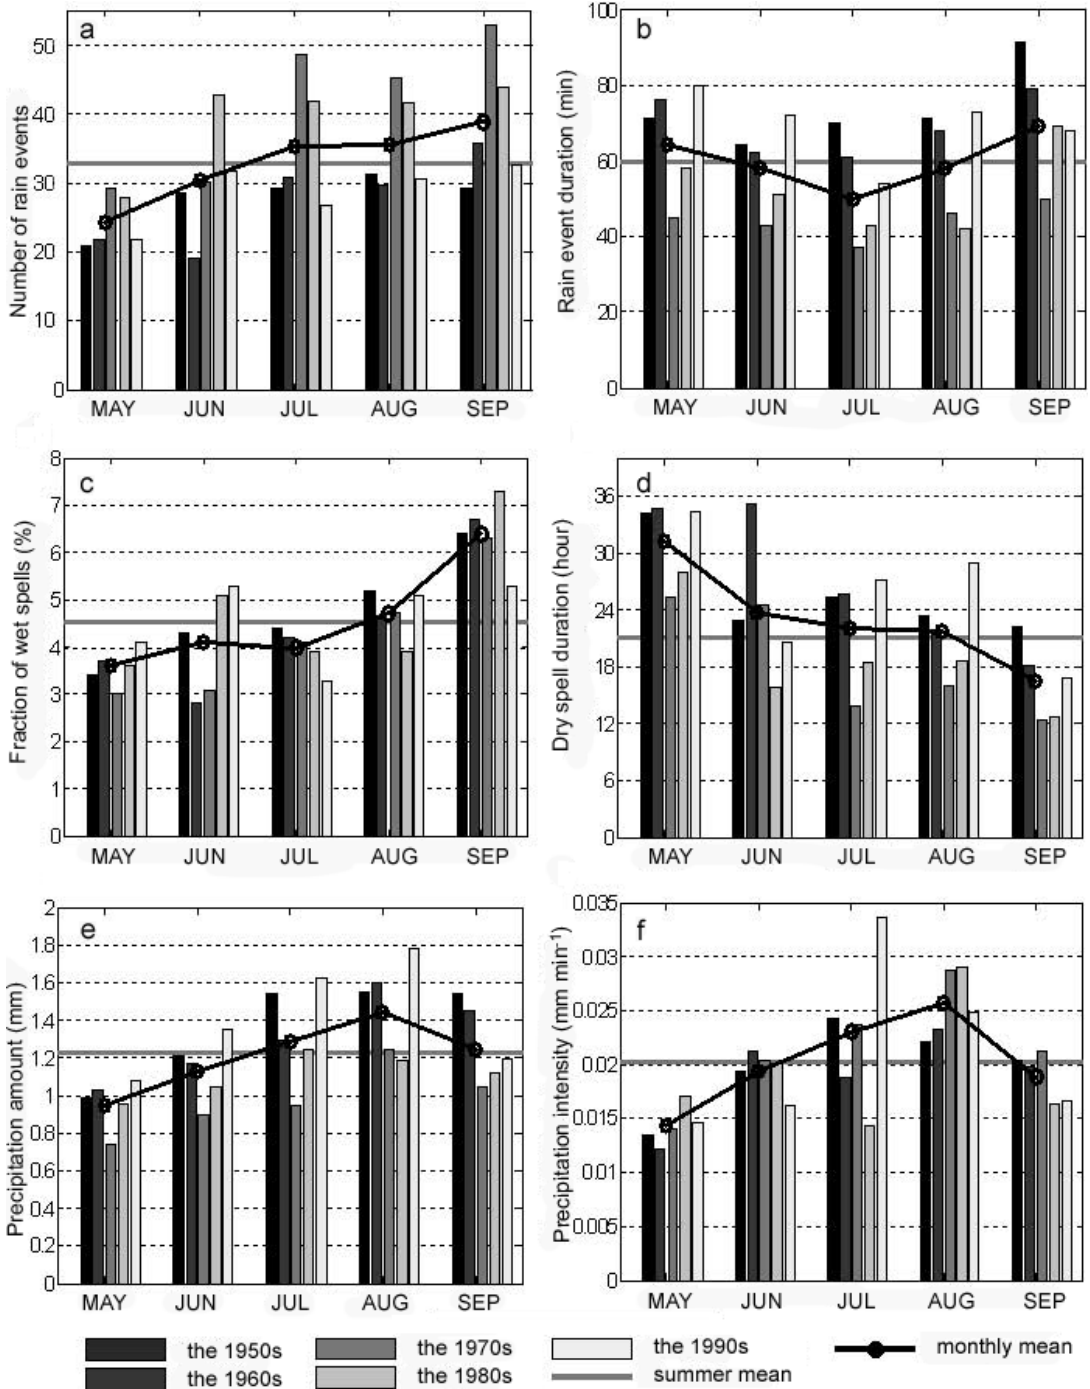 a
50
40
30
20
10
0
Number of rain events
MAY JUN JUL AUG SEP
b
100
80
60
40
20
0
Rain event duration (min)
MAY JUN JUL AUG SEP
c
8
7
6
5
4
3
2
1
0
Fraction of wet spells (%)
MAY JUN JUL AUG SEP
d
36
30
24
18
12
6
0
Dry spell duration (hour)
MAY JUN JUL AUG SEP
e
2
1.8
1.6
1.4
1.2
1
0.8
0.6
0.4
0.2
0
Precipitation amount (mm)
MAY JUN JUL AUG SEP
f
0.035
0.03
0.025
0.02
0.015
0.01
0.005
0
Precipitation intensity (mm min⁻¹)
MAY JUN JUL AUG SEP
the 1950s the 1970s the 1990s monthly mean
the 1960s the 1980s summer mean